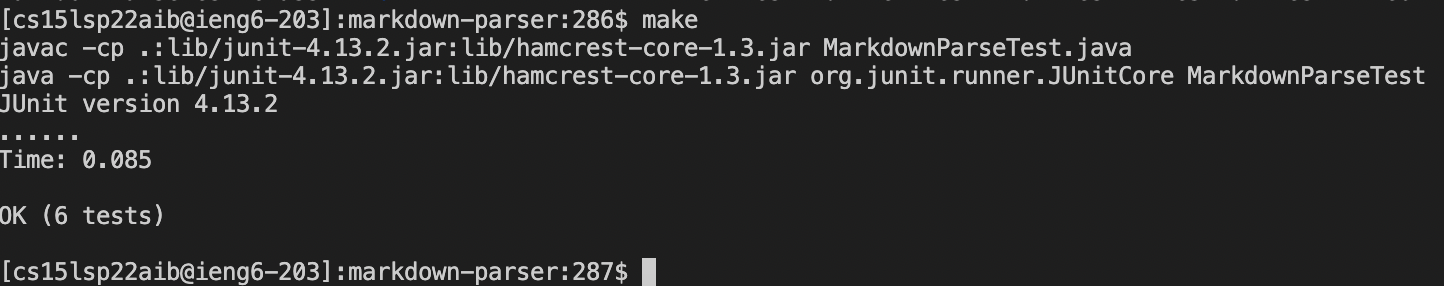 [cs15lsp22aib@ieng6-203]:markdown-parser:286$ make
javac -cp .:lib/junit-4.13.2.jar:lib/hamcrest-core-1.3.jar MarkdownParseTest.java
java -cp .:lib/junit-4.13.2.jar:lib/hamcrest-core-1.3.jar org.junit.runner.JUnitCore MarkdownParseTest
JUnit version 4.13.2
......
Time: 0.085
OK (6 tests)
[cs15lsp22aib@ieng6-203]:markdown-parser:287$